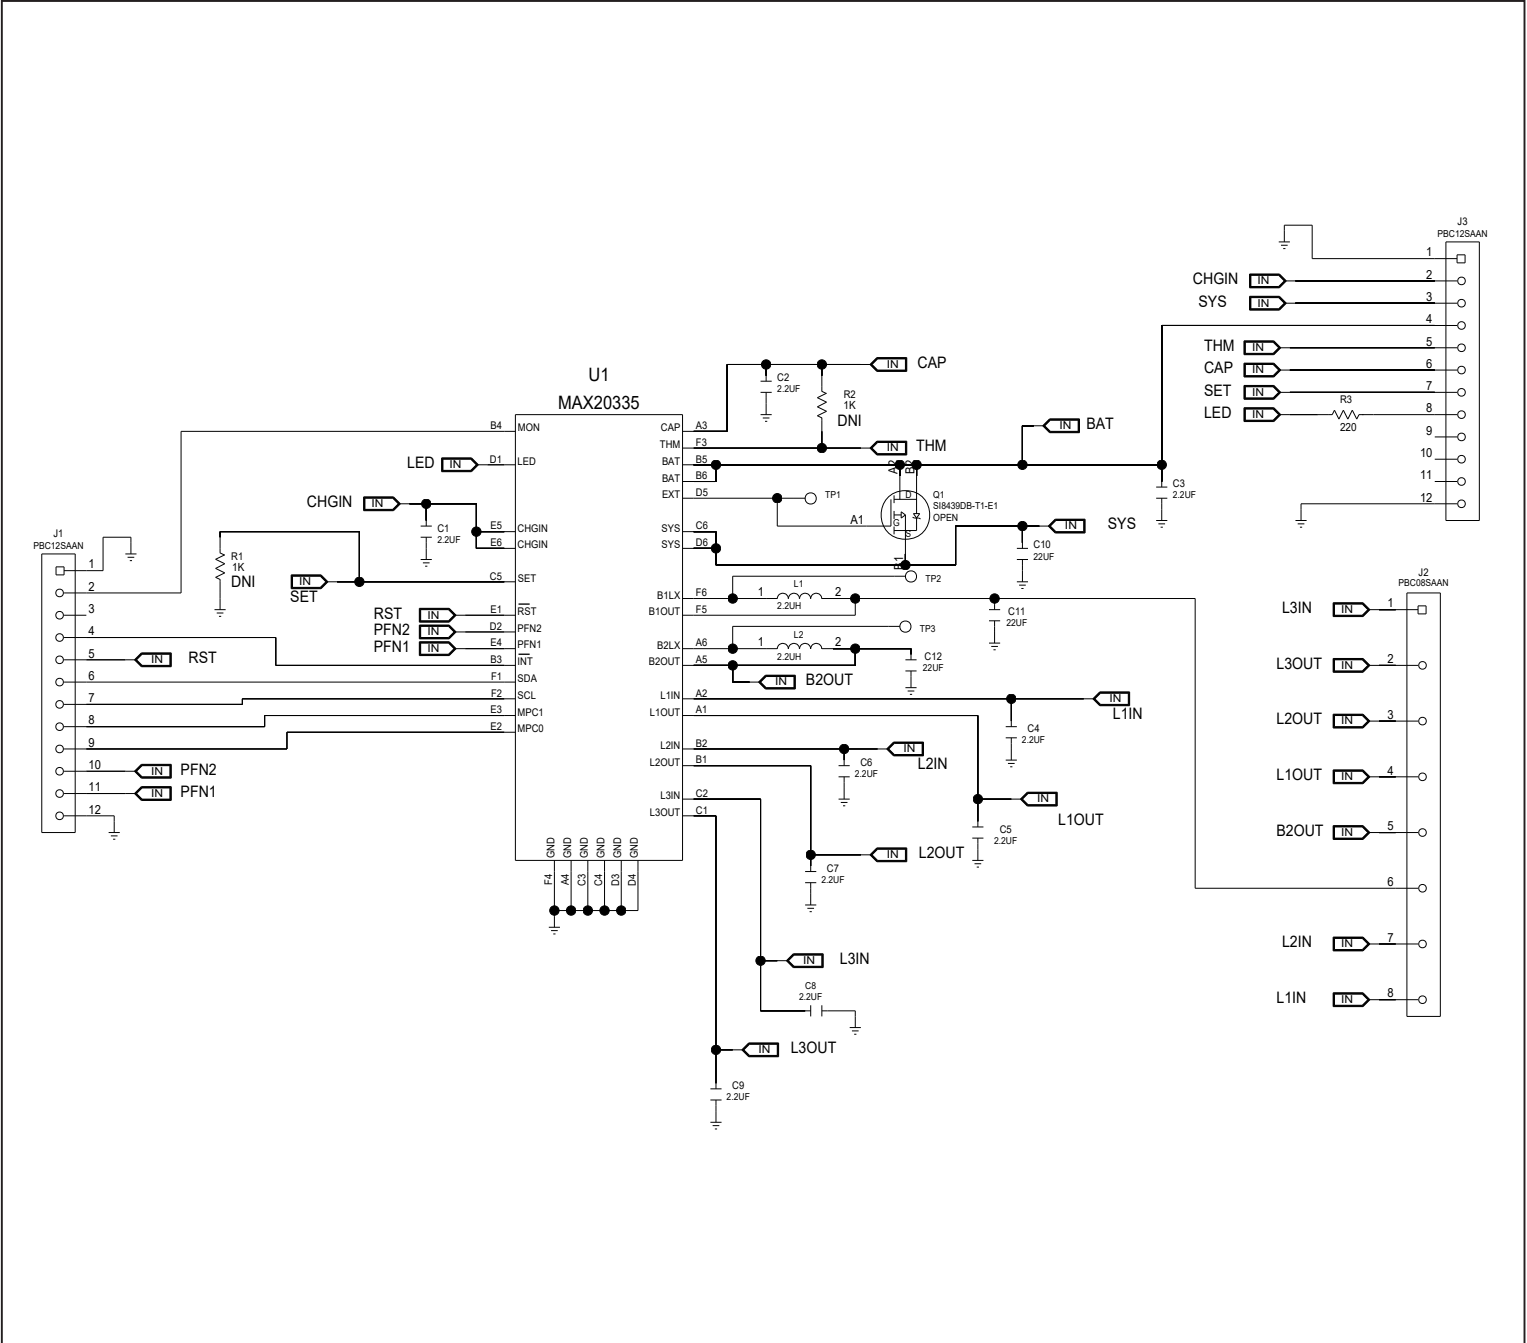 U1
MAX20335
B4 MON
D1 LED
E5 CHGIN
E6 CHGIN
C5 SET
E1 RST
D2 PFN2
E4 PFN1
B3 INT
F1 SDA
F2 SCL
E3 MPC1
E2 MPC0
CAP A3
THM F3
BAT B5
BAT B6
EXT D5
SYS C6
SYS D6
B1LX F6
B1OUT F5
B2LX A6
B2OUT A5
L1IN A2
L1OUT A1
L2IN B2
L2OUT B1
L3IN C2
L3OUT C1
GND GND GND GND GND GND
F4 A4 C3 C4 D3 D4
J1
PBC12SAAN
1
2
3
4
5 IN RST
6
7
8
9
10 IN PFN2
11 IN PFN1
12
LED IN
CHGIN IN
C1
2.2UF
R1
1K
DNI
IN
SET
RST IN
PFN2 IN
PFN1 IN
C2
2.2UF
R2
1K
DNI
IN CAP
IN THM
IN BAT
TP1
A1
A2 B2
D
G
S
B1
Q1
SI8439DB-T1-E1
OPEN
IN SYS
C10
22UF
C3
2.2UF
TP2
L1
1 2
2.2UH
C11
22UF
TP3
L2
1 2
2.2UH
C12
22UF
IN B2OUT
IN
L1IN
C4
2.2UF
IN
L2IN
C6
2.2UF
IN
L1OUT
C5
2.2UF
IN L2OUT
C7
2.2UF
IN L3IN
C8
2.2UF
IN L3OUT
C9
2.2UF
J3
PBC12SAAN
1
CHGIN IN 2
SYS IN 3
4
THM IN 5
CAP IN 6
SET IN 7
LED IN R3 8
220
9
10
11
12
J2
PBC08SAAN
L3IN IN 1
L3OUT IN 2
L2OUT IN 3
L1OUT IN 4
B2OUT IN 5
6
L2IN IN 7
L1IN IN 8